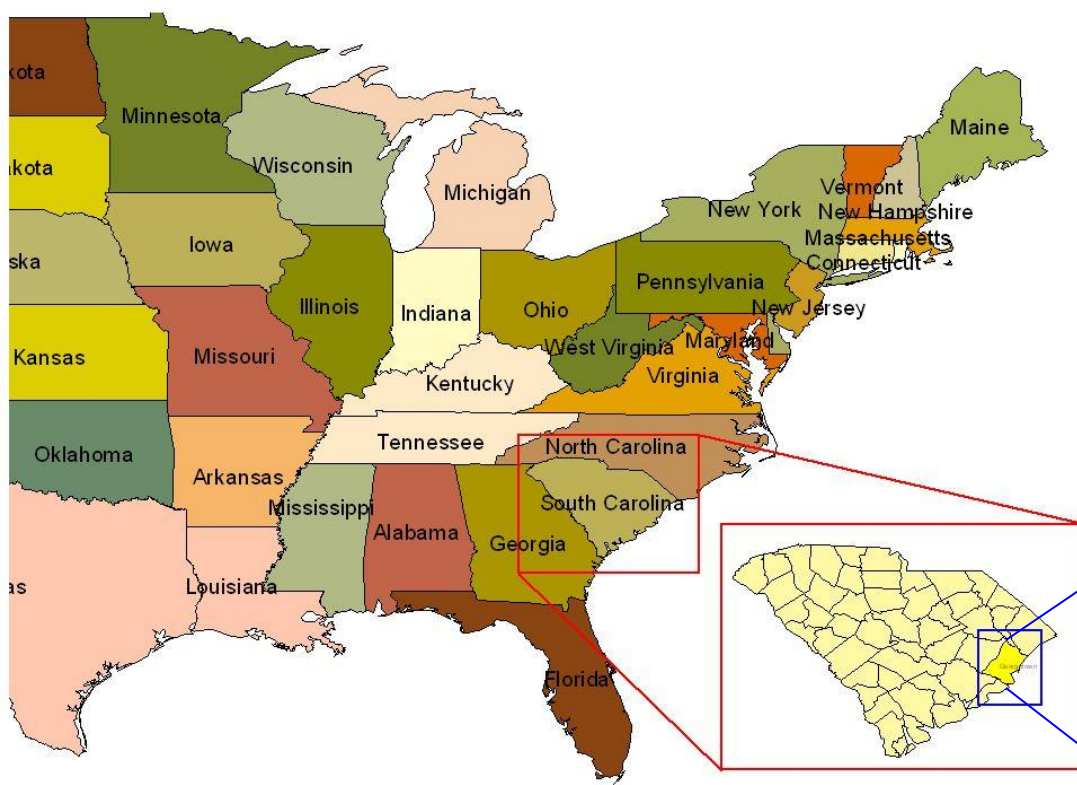 kota
Minnesota
Maine
Wisconsin
akota
Michigan
Vermont
New York
New Hampshire
Massachusetts
Iowa
Connecticut
ska
Pennsylvania
Illinois
Indiana
Ohio
New Jersey
Kansas
Missouri
West Virginia
Maryland
Kentucky
Virginia
Tennessee
North Carolina
Oklahoma
Arkansas
Mississippi
South Carolina
Alabama
Georgia
as
Louisiana
Florida
Georgetown